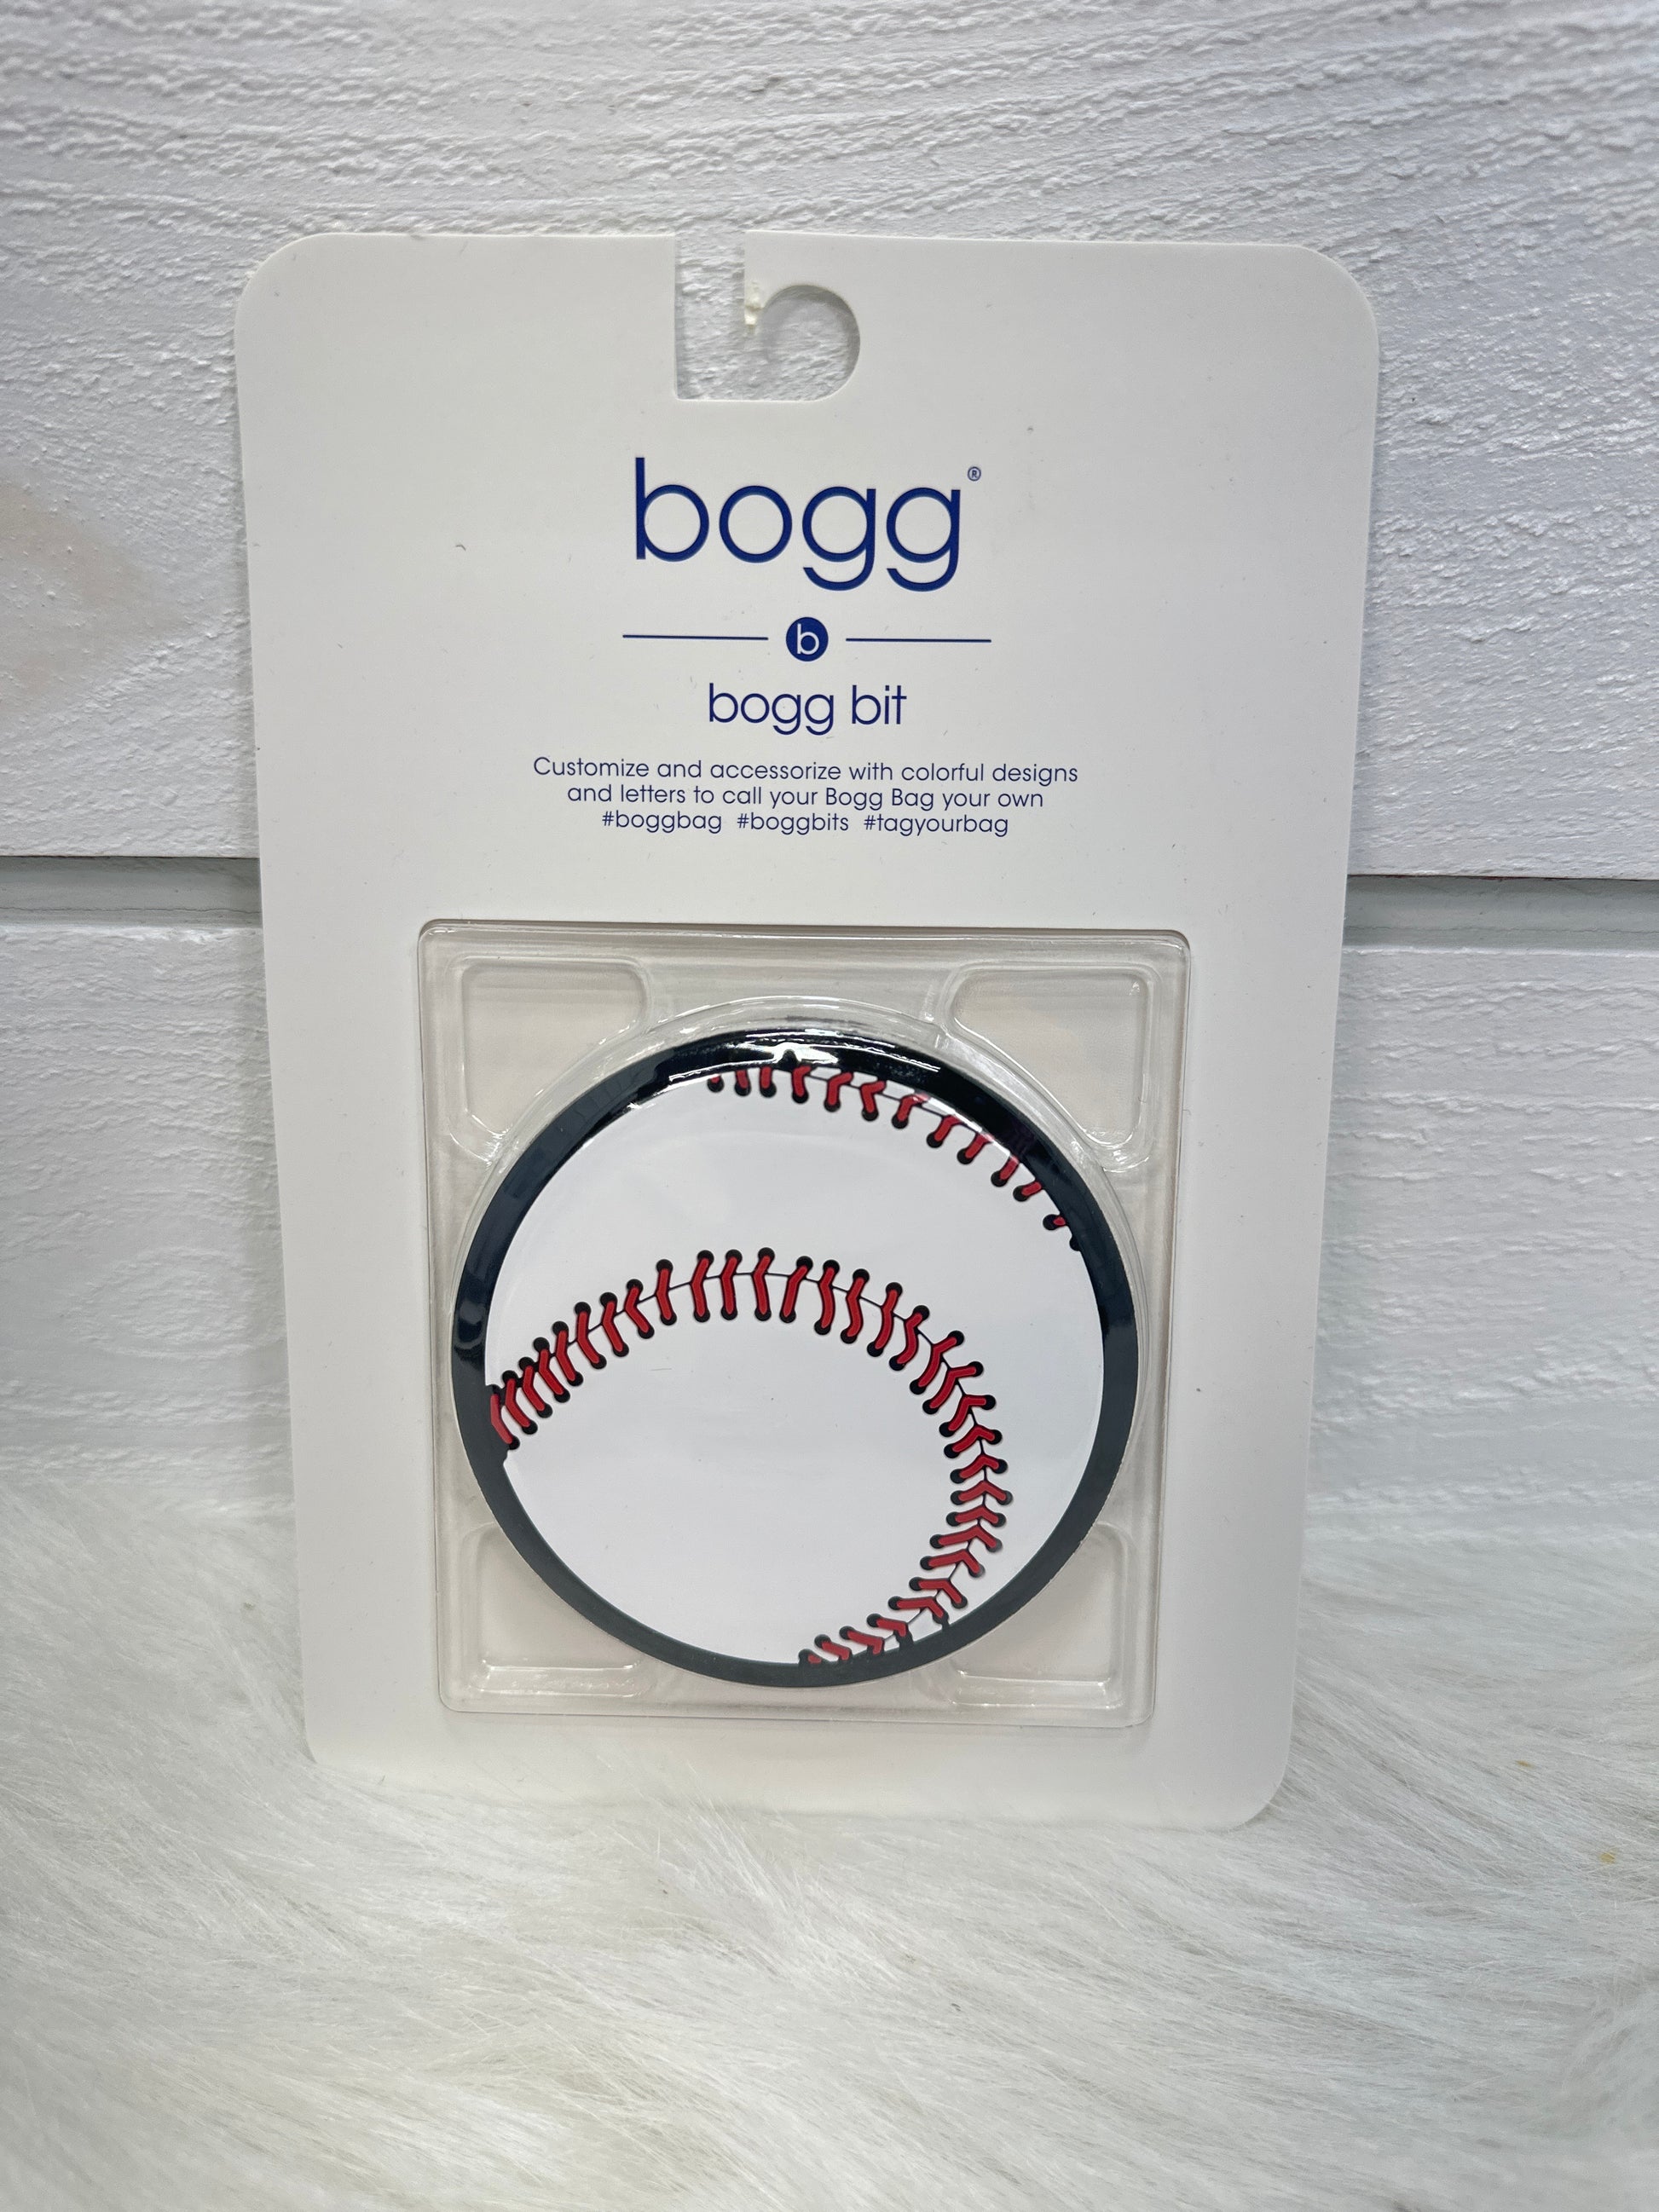 bogg®
b
bogg bit
Customize and accessorize with colorful designs
and letters to call your Bogg Bag your own
#boggbag #boggbits #tagyourbag